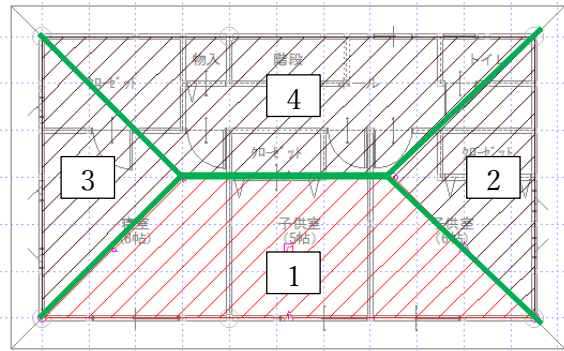 物入
階段
トイレ
クローゼット
ホール
4
クローゼット
クローゼット
3
2
寝室
(8帖)
子供室
(5帖)
子供室
(6帖)
1